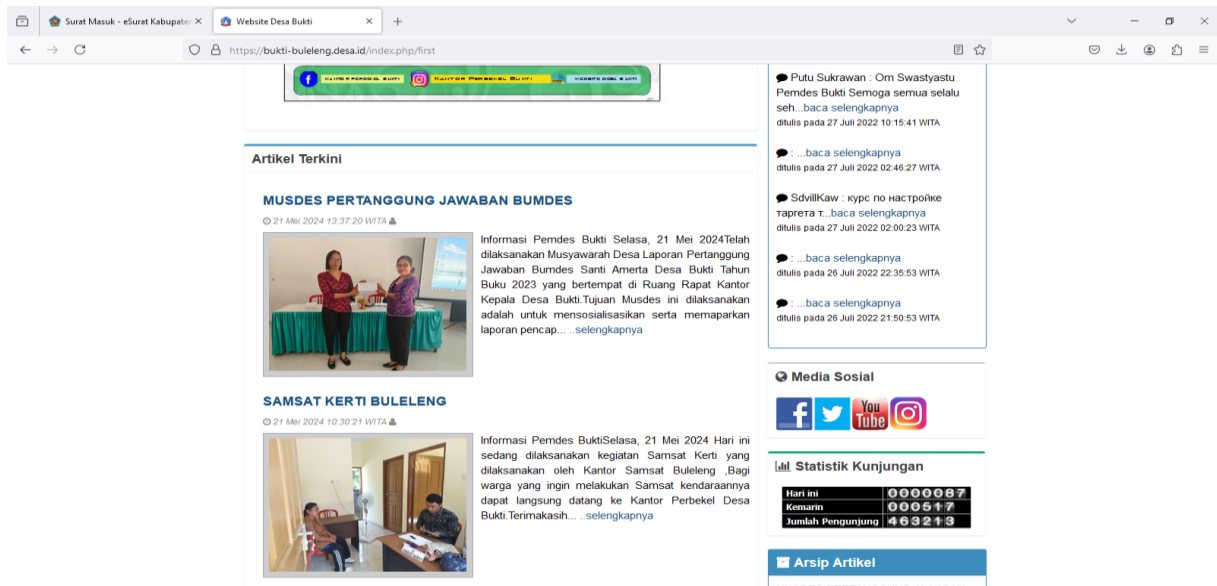 Surat Masuk - eSurat Kabupate
Website Desa Bukti
https://bukti-buleleng.desa.id/index.php/first
KANTOR PERBEKEL BUKTI
KANTOR PERBEKEL BUKTI
WEBSITE DESA BUKTI
Artikel Terkini
MUSDES PERTANGGUNG JAWABAN BUMDES
21 Mei 2024 13:37:20 WITA
Informasi Pemdes Bukti Selasa, 21 Mei 2024Telah
dilaksanakan Musyawarah Desa Laporan Pertanggung
Jawaban Bumdes Santi Amerta Desa Bukti Tahun
Buku 2023 yang bertempat di Ruang Rapat Kantor
Kepala Desa Bukti.Tujuan Musdes ini dilaksanakan
adalah untuk mensosialisasikan serta memaparkan
laporan pencap... ..selengkapnya
SAMSAT KERTI BULELENG
21 Mei 2024 10:30:21 WITA
Informasi Pemdes BuktiSelasa, 21 Mei 2024 Hari ini
sedang dilaksanakan kegiatan Samsat Kerti yang
dilaksanakan oleh Kantor Samsat Buleleng ,Bagi
warga yang ingin melakukan Samsat kendaraannya
dapat langsung datang ke Kantor Perbekel Desa
Bukti.Terimakasih... ..selengkapnya
Putu Sukrawan : Om Swastyastu
Pemdes Bukti Semoga semua selalu
seh...baca selengkapnya
ditulis pada 27 Juli 2022 10:15:41 WITA
: ...baca selengkapnya
ditulis pada 27 Juli 2022 02:46:27 WITA
SdvillKaw : курс по настройке
таргета т...baca selengkapnya
ditulis pada 27 Juli 2022 02:00:23 WITA
: ...baca selengkapnya
ditulis pada 26 Juli 2022 22:35:53 WITA
: ...baca selengkapnya
ditulis pada 26 Juli 2022 21:50:53 WITA
Media Sosial
You
Tube
Statistik Kunjungan
Hari ini 0000087
Kemarin 000517
Jumlah Pengunjung 463213
Arsip Artikel